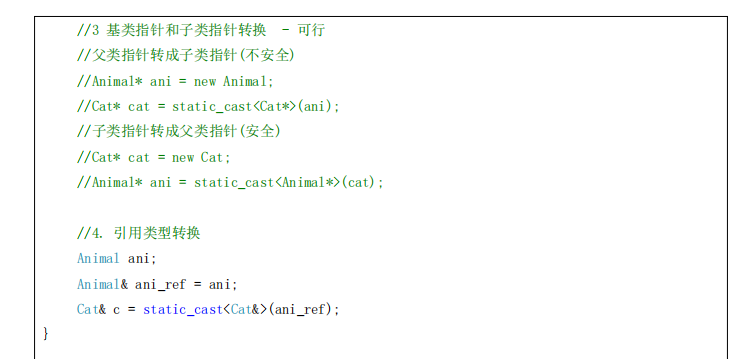 //3 基类指针和子类指针转换  - 可行
//父类指针转成子类指针(不安全)
//Animal* ani = new Animal;
//Cat* cat = static_cast<Cat*>(ani);
//子类指针转成父类指针(安全)
//Cat* cat = new Cat;
//Animal* ani = static_cast<Animal*>(cat);
//4. 引用类型转换
Animal ani;
Animal& ani_ref = ani;
Cat& c = static_cast<Cat&>(ani_ref);
}